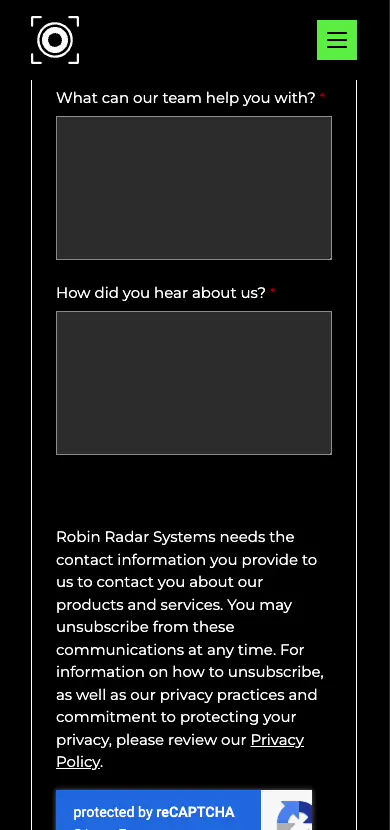 What can our team help you with? *
How did you hear about us? *
Robin Radar Systems needs the
contact information you provide to
us to contact you about our
products and services. You may
unsubscribe from these
communications at any time. For
information on how to unsubscribe,
as well as our privacy practices and
commitment to protecting your
privacy, please review our Privacy
Policy.
protected by reCAPTCHA